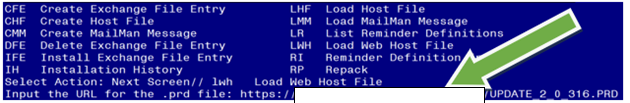 CFE  Create Exchange File Entry        LHF  Load Host File
CHF  Create Host File                  LMM  Load MailMan Message
CMM  Create MailMan Message            LR   List Reminder Definitions
DFE  Delete Exchange File Entry        LWH  Load Web Host File
IFE  Install Exchange File Entry       RI   Reminder Definition
IH   Installation History              RP   Repack
Select Action: Next Screen// lwh   Load Web Host File
Input the URL for the .prd file: https:/ /UPDATE_2_0_316.PRD